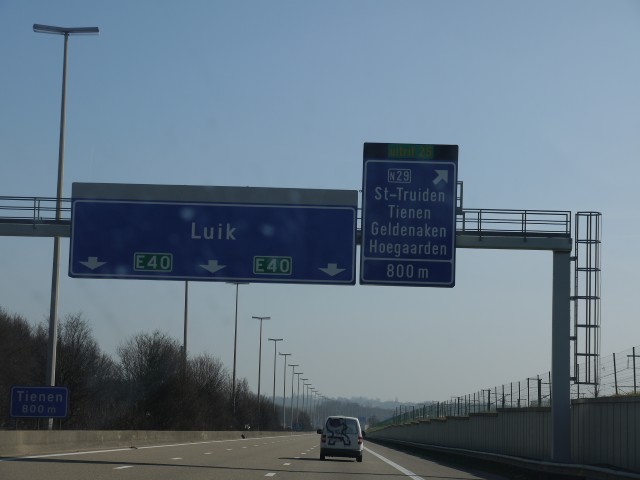 Luik
E40
E40
N29
St-Truiden
Tienen
Geldenaken
Hoegaarden
800 m
Tienen
800 m